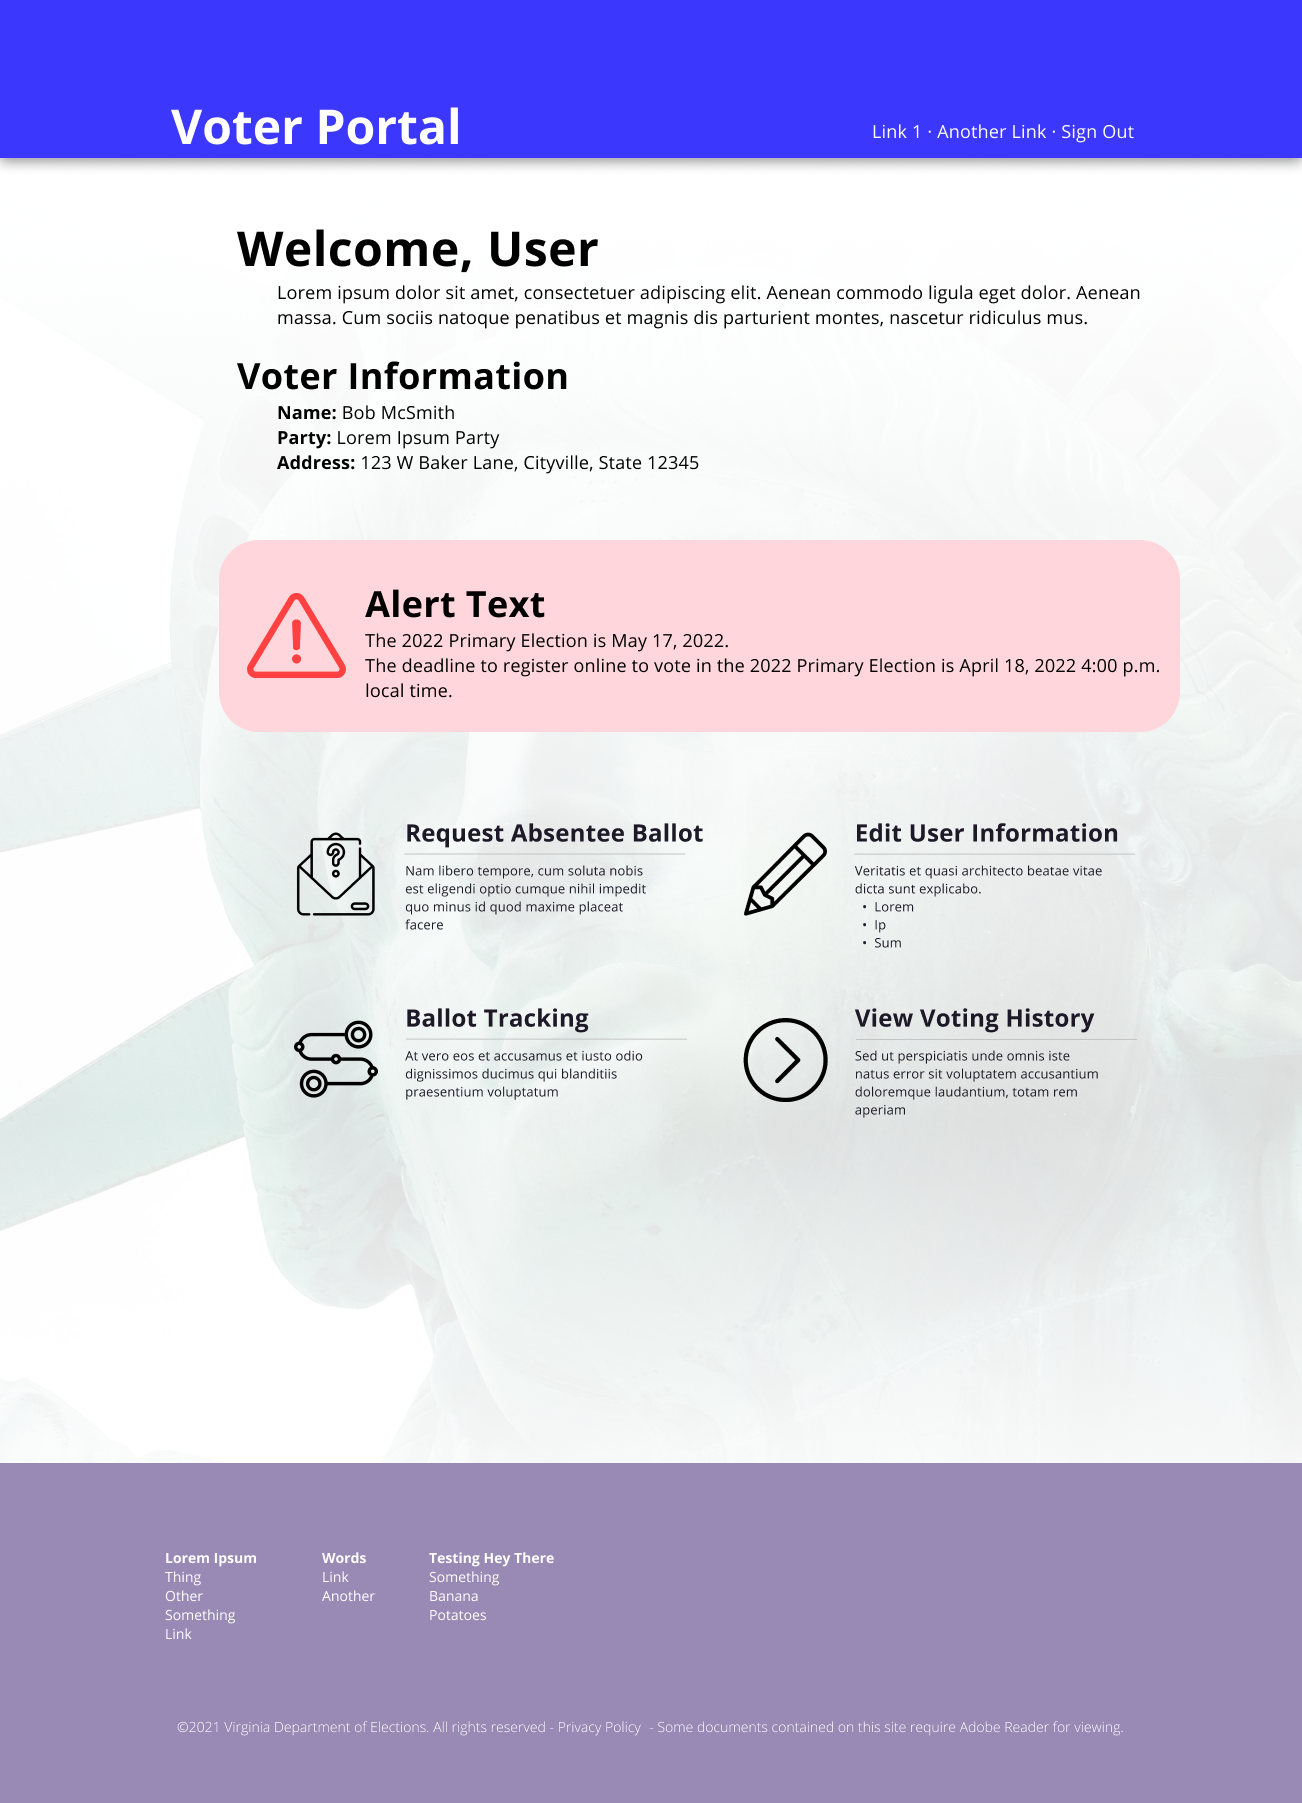 Voter Portal
Link 1 · Another Link · Sign Out
Welcome, User
Lorem ipsum dolor sit amet, consectetuer adipiscing elit. Aenean commodo ligula eget dolor. Aenean
massa. Cum sociis natoque penatibus et magnis dis parturient montes, nascetur ridiculus mus.
Voter Information
Name: Bob McSmith
Party: Lorem Ipsum Party
Address: 123 W Baker Lane, Cityville, State 12345
Alert Text
The 2022 Primary Election is May 17, 2022.
The deadline to register online to vote in the 2022 Primary Election is April 18, 2022 4:00 p.m.
local time.
Request Absentee Ballot
Nam libero tempore, cum soluta nobis
est eligendi optio cumque nihil impedit
quo minus id quod maxime placeat
facere
Edit User Information
Veritatis et quasi architecto beatae vitae
dicta sunt explicabo.
• Lorem
• Ip
• Sum
Ballot Tracking
At vero eos et accusamus et iusto odio
dignissimos ducimus qui blanditiis
praesentium voluptatum
View Voting History
Sed ut perspiciatis unde omnis iste
natus error sit voluptatem accusantium
doloremque laudantium, totam rem
aperiam
Lorem Ipsum
Thing
Other
Something
Link
Words
Link
Another
Testing Hey There
Something
Banana
Potatoes
©2021 Virginia Department of Elections. All rights reserved - Privacy Policy  - Some documents contained on this site require Adobe Reader for viewing.